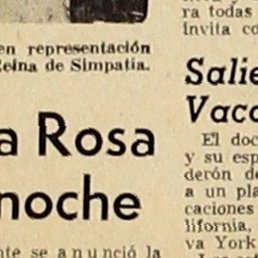 en representación
Reina de Simpatia.
a Rosa
noche
nte se anunció la
ra todas
invita co
Salie
Vaca
El doc
y su esp
derón de
a un pla
caciones
lifornia,
va York